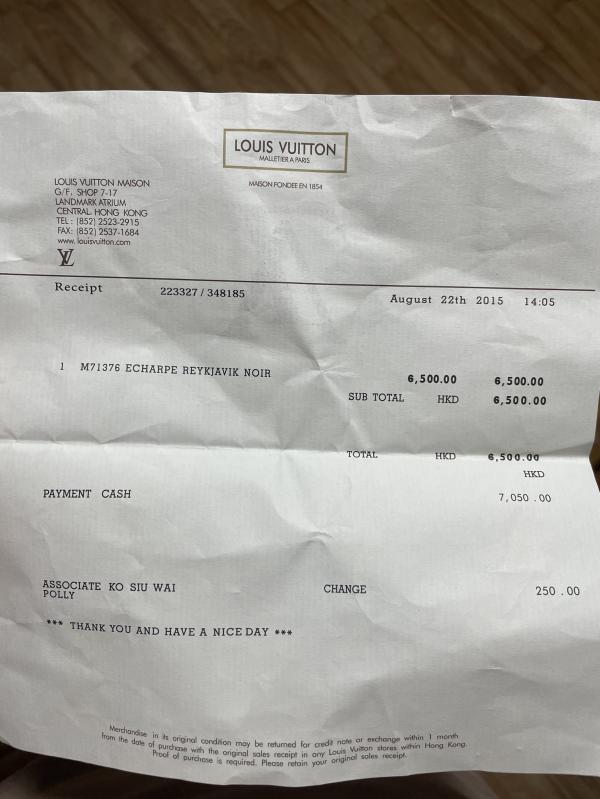 LOUIS VUITTON
MALLETIER A PARIS
MAISON FONDEE EN 1854
LOUIS VUITTON MAISON
G/F. SHOP 7-17
LANDMARK ATRIUM
CENTRAL HONG KONG
TEL : (852) 2523-2915
FAX: (852) 2537-1684
www. louisvuitton.com
LV
Receipt 223327 / 348185 August 22th 2015 14:05
1 M71376 ECHARPE REYKJAVIK NOIR 6,500.00 6,500.00
SUB TOTAL HKD 6,500.00
TOTAL HKD 6,500.00
HKD
PAYMENT CASH 7,050 .00
ASSOCIATE KO SIU WAI CHANGE 250 .00
POLLY
*** THANK YOU AND HAVE A NICE DAY ***
Merchandise in its original condition may be returned for credit note or exchange within 1 month
from the date of purchase with the original sales receipt in any Louis Vuitton stores within Hong Kong.
Proof of purchase is required. Please retain your original sales receipt.